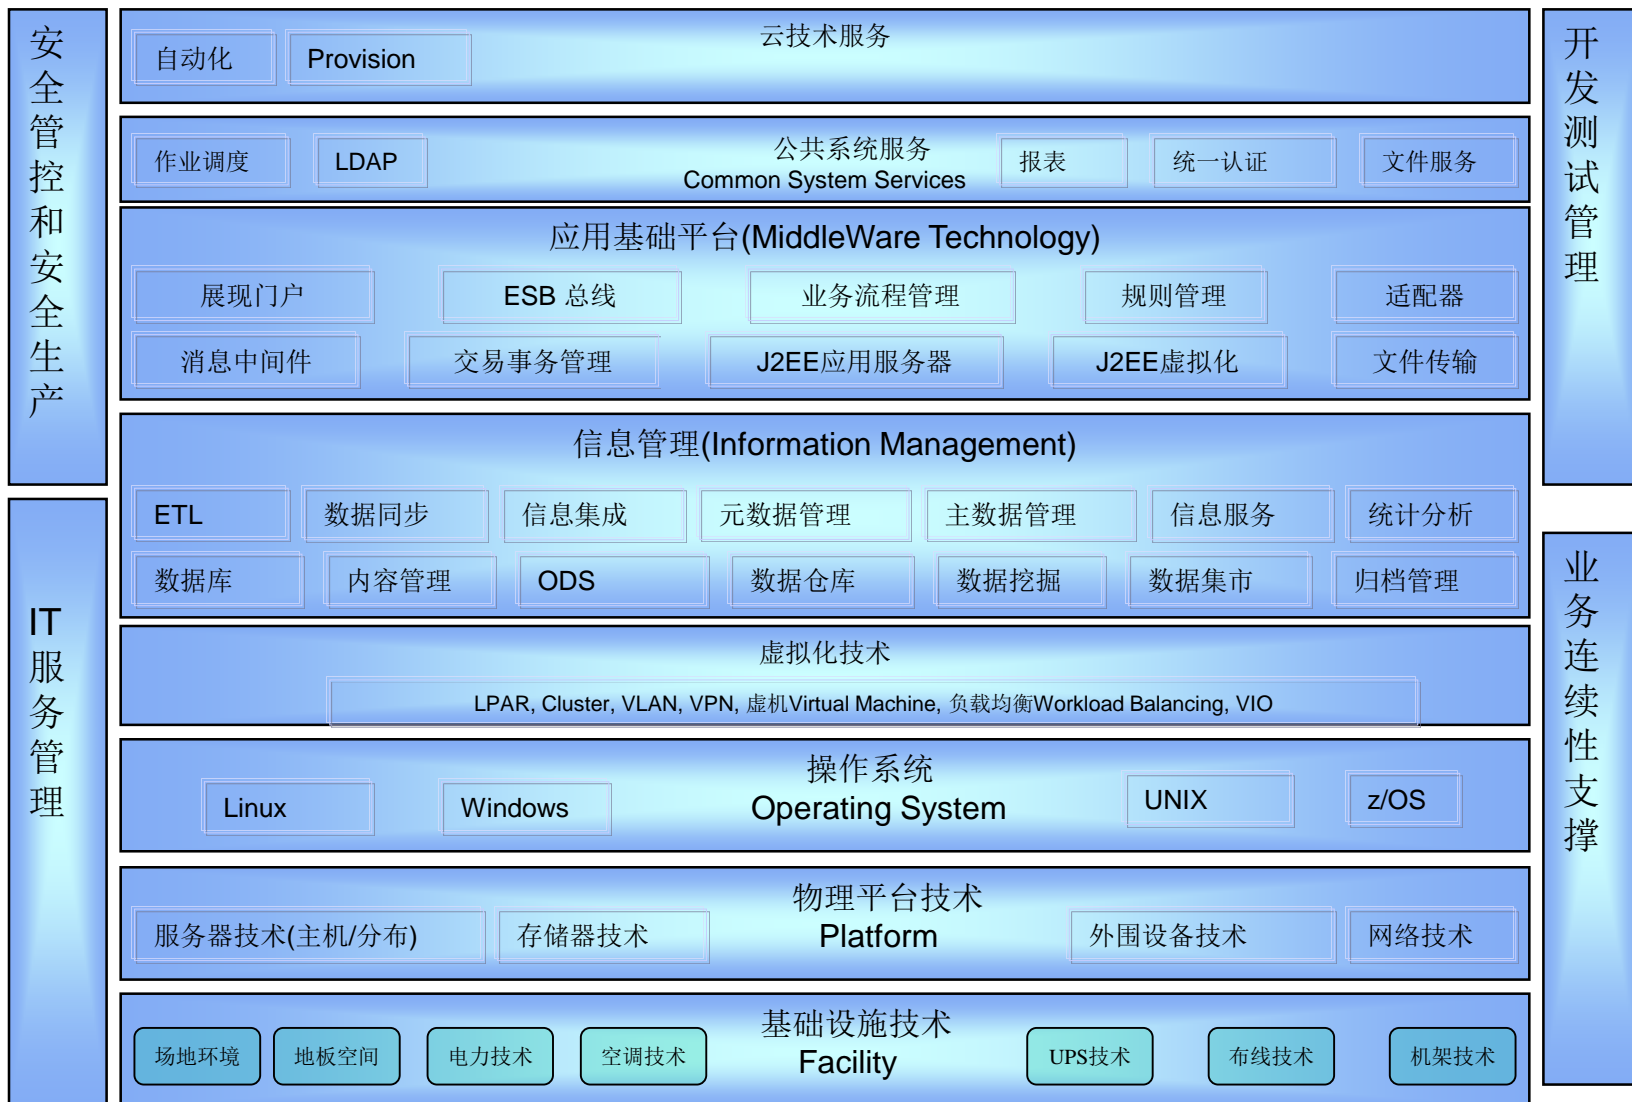 安全管控和安全生产
IT服务管理
云技术服务
自动化
Provision
公共系统服务
Common System Services
作业调度
LDAP
报表
统一认证
文件服务
应用基础平台(MiddleWare Technology)
展现门户
ESB 总线
业务流程管理
规则管理
适配器
消息中间件
交易事务管理
J2EE应用服务器
J2EE虚拟化
文件传输
信息管理(Information Management)
ETL
数据同步
信息集成
元数据管理
主数据管理
信息服务
统计分析
数据库
内容管理
ODS
数据仓库
数据挖掘
数据集市
归档管理
虚拟化技术
LPAR, Cluster, VLAN, VPN, 虚机Virtual Machine, 负载均衡Workload Balancing, VIO
操作系统
Operating System
Linux
Windows
UNIX
z/OS
物理平台技术
Platform
服务器技术(主机/分布)
存储器技术
外围设备技术
网络技术
基础设施技术
Facility
场地环境
地板空间
电力技术
空调技术
UPS技术
布线技术
机架技术
开发测试管理
业务连续性支撑